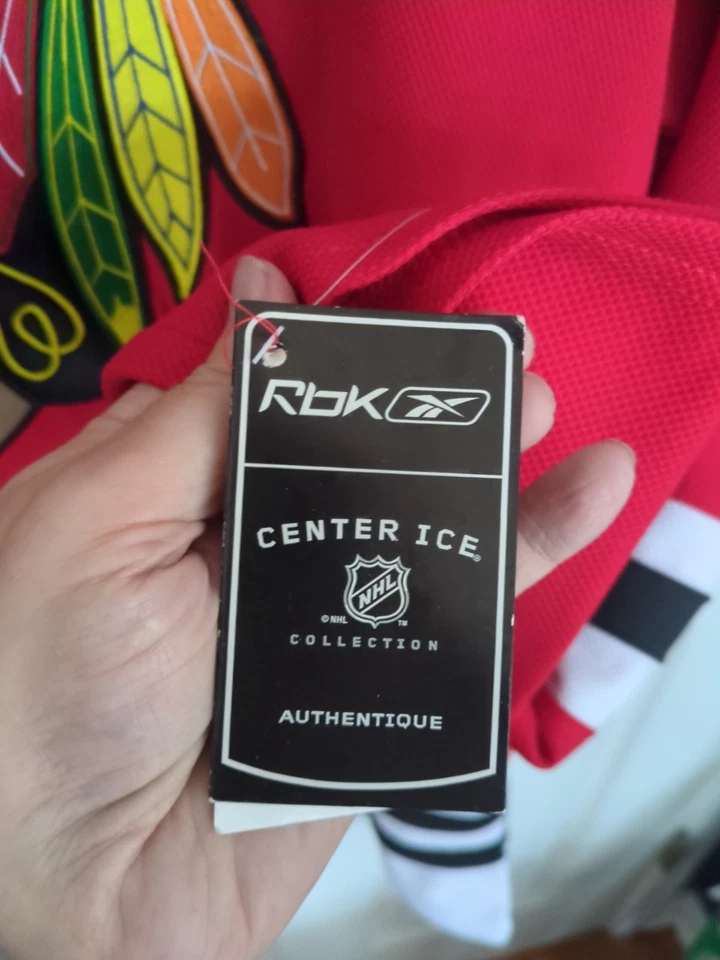 RbK
CENTER ICE®
NHL
©NHL ™
COLLECTION
AUTHENTIQUE